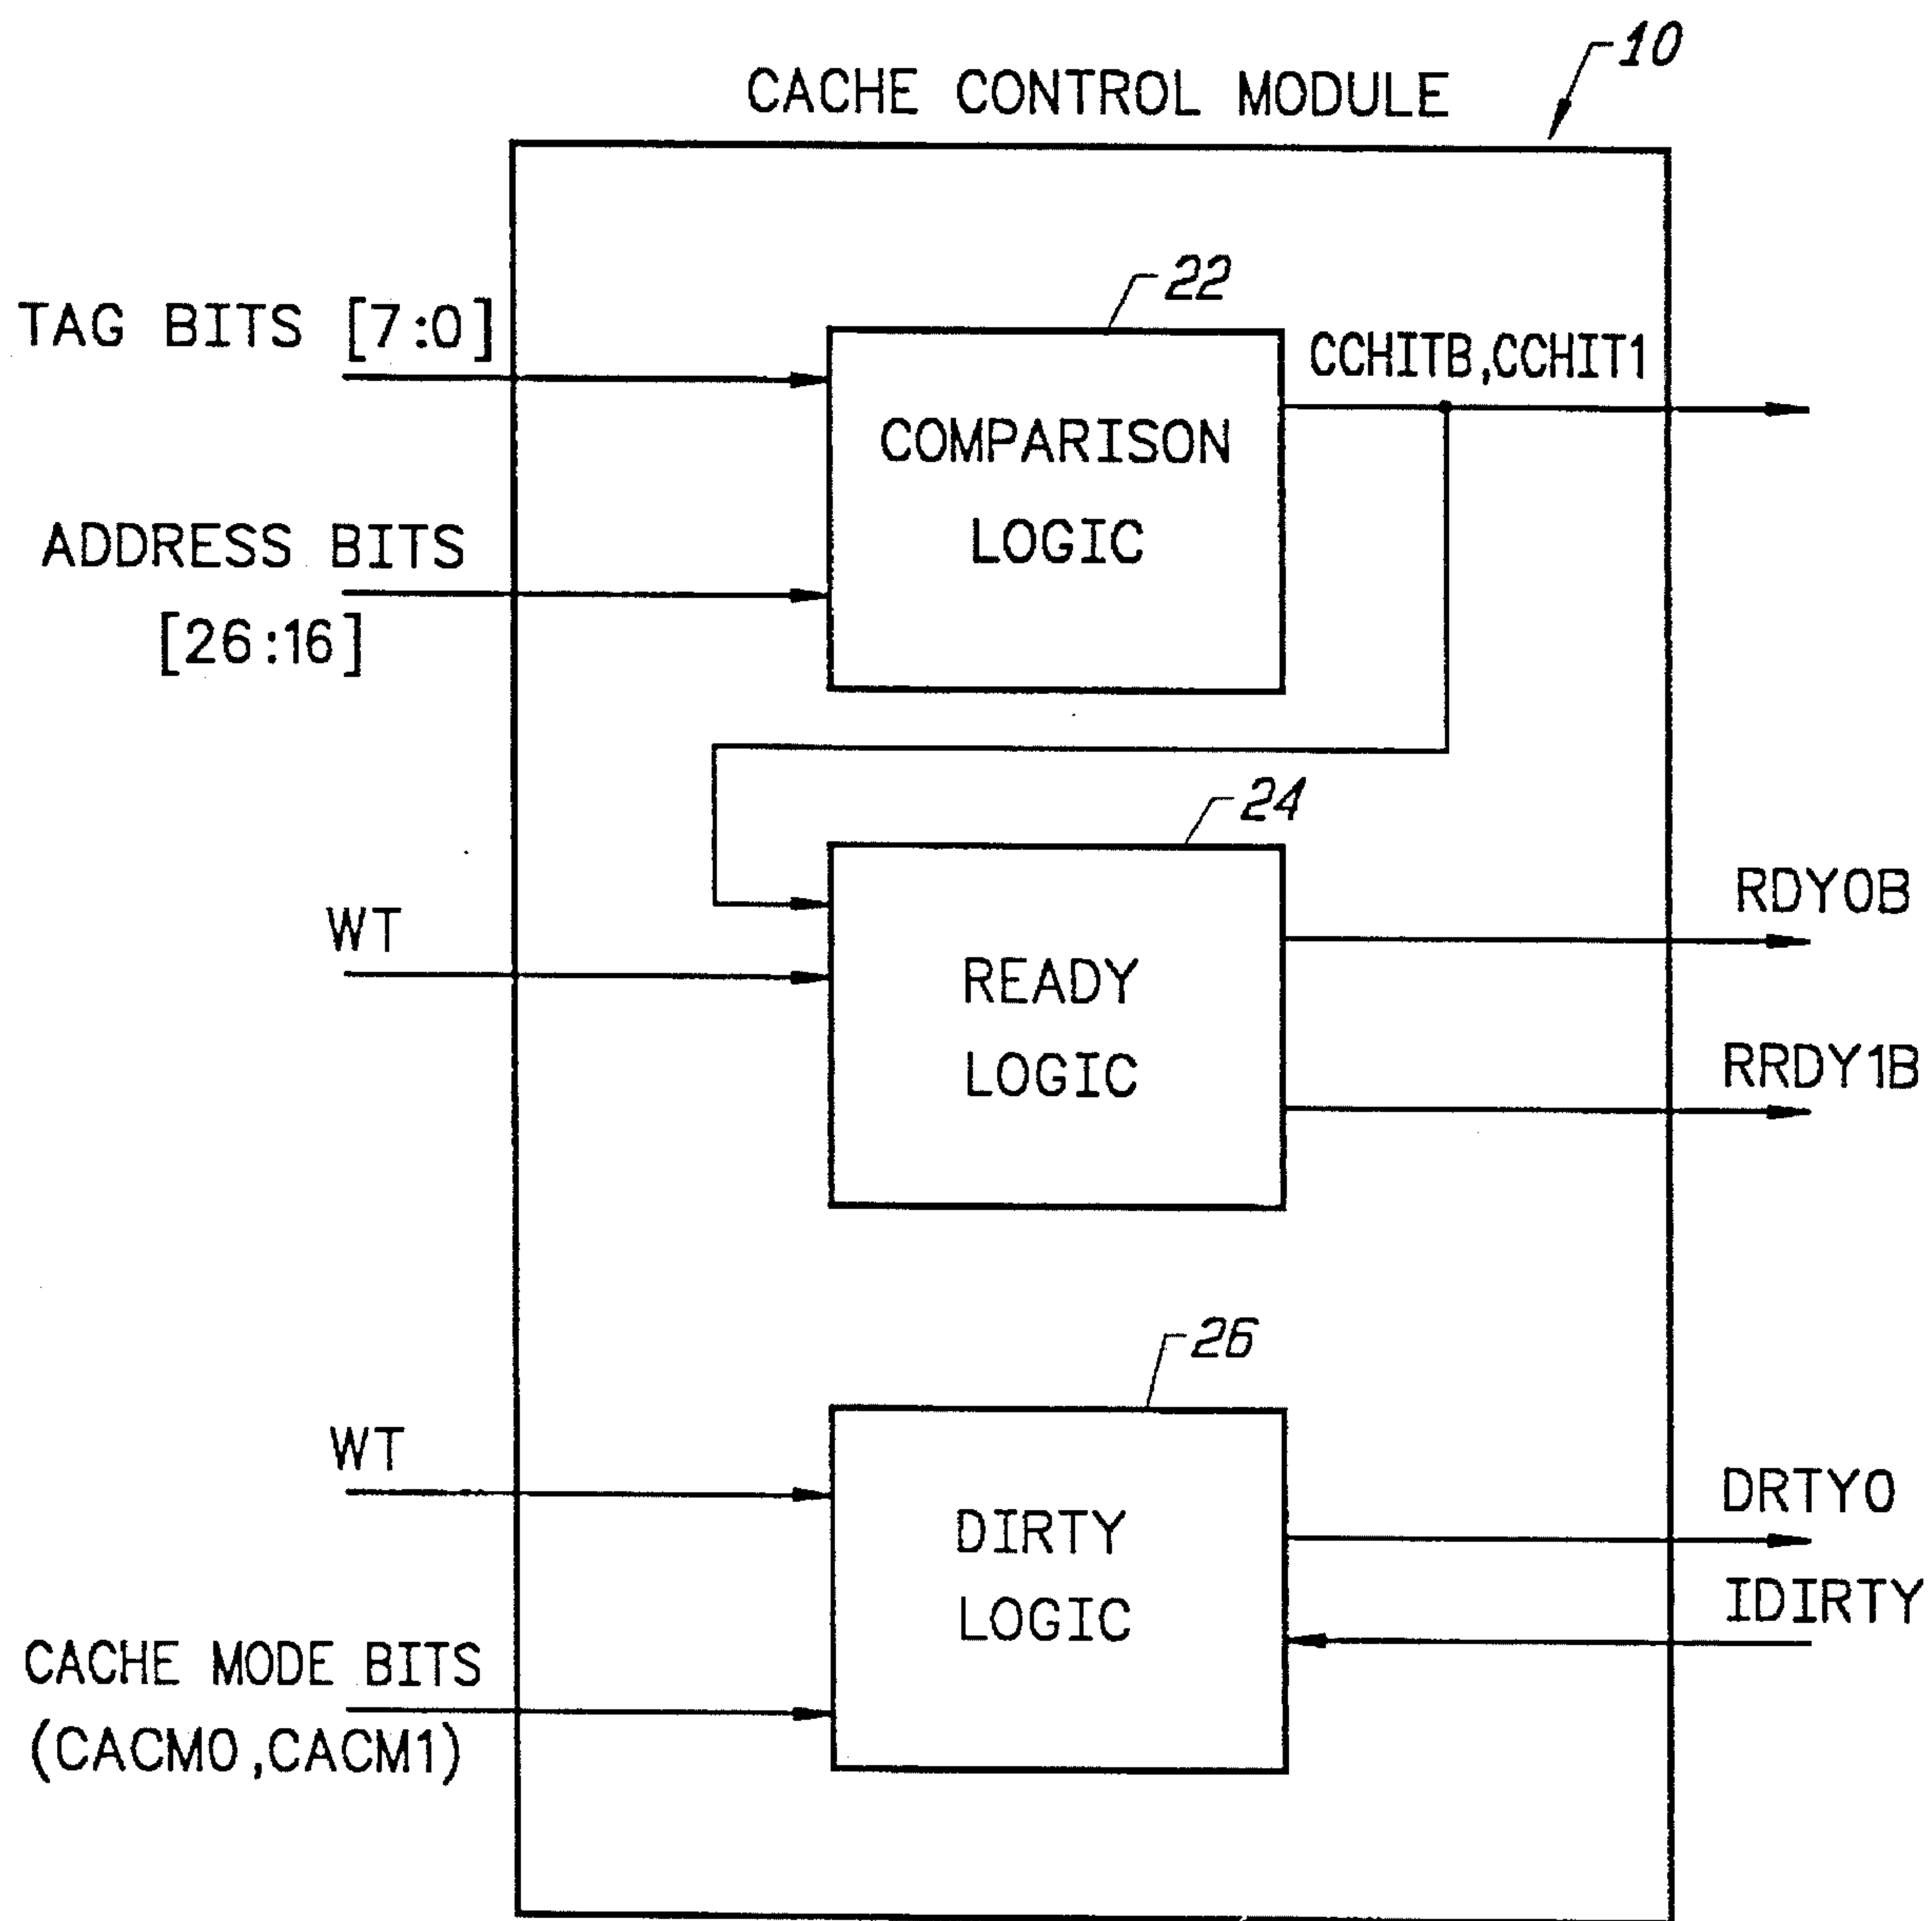 10
CACHE CONTROL MODULE
22
TAG BITS [7:0]
CCHITB,CCHIT1
COMPARISON
LOGIC
ADDRESS BITS
[26:16]
24
WT
RDY0B
READY
LOGIC
RRDY1B
26
WT
DRTY0
DIRTY
LOGIC
IDIRTY
CACHE MODE BITS
(CACM0,CACM1)